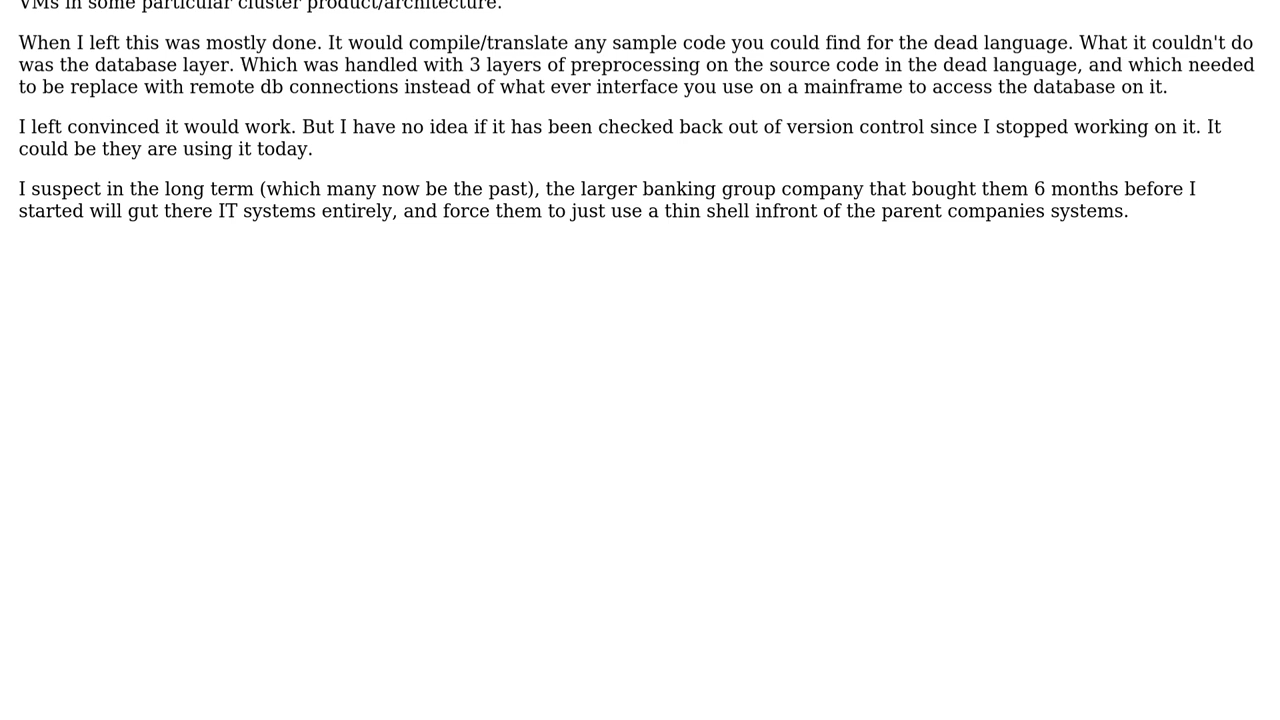 VMs in some particular cluster product/architecture.
When I left this was mostly done. It would compile/translate any sample code you could find for the dead language. What it couldn't do
was the database layer. Which was handled with 3 layers of preprocessing on the source code in the dead language, and which needed
to be replace with remote db connections instead of what ever interface you use on a mainframe to access the database on it.
I left convinced it would work. But I have no idea if it has been checked back out of version control since I stopped working on it. It
could be they are using it today.
I suspect in the long term (which many now be the past), the larger banking group company that bought them 6 months before I
started will gut there IT systems entirely, and force them to just use a thin shell infront of the parent companies systems.